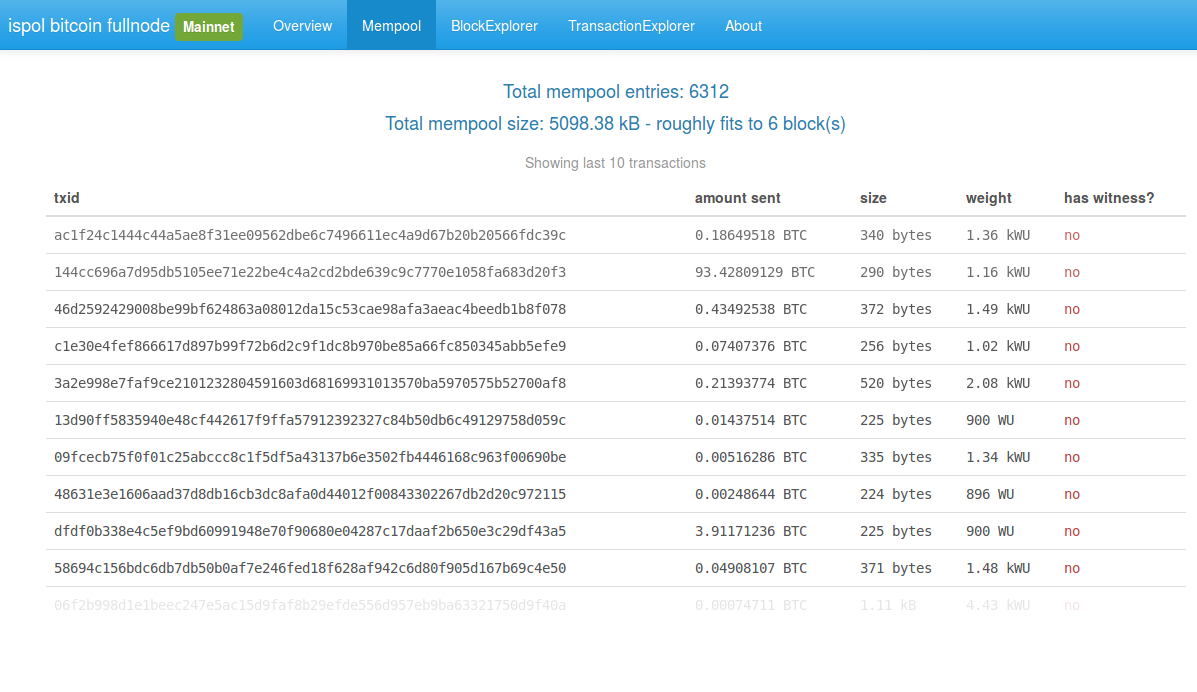 ispol bitcoin fullnode Mainnet Overview Mempool BlockExplorer TransactionExplorer About
Total mempool entries: 6312
Total mempool size: 5098.38 kB - roughly fits to 6 block(s)
Showing last 10 transactions
txid amount sent size weight has witness?
ac1f24c1444c44a5ae8f31ee09562dbe6c7496611ec4a9d67b20b20566fdc39c 0.18649518 BTC 340 bytes 1.36 kWU no
144cc696a7d95db5105ee71e22be4c4a2cd2bde639c9c7770e1058fa683d20f3 93.42809129 BTC 290 bytes 1.16 kWU no
46d2592429008be99bf624863a08012da15c53cae98afa3aeac4beedb1b8f078 0.43492538 BTC 372 bytes 1.49 kWU no
c1e30e4fef866617d897b99f72b6d2c9f1dc8b970be85a66fc850345abb5efe9 0.07407376 BTC 256 bytes 1.02 kWU no
3a2e998e7faf9ce2101232804591603d68169931013570ba5970575b52700af8 0.21393774 BTC 520 bytes 2.08 kWU no
13d90ff5835940e48cf442617f9ffa57912392327c84b50db6c49129758d059c 0.01437514 BTC 225 bytes 900 WU no
09fcecb75f0f01c25abccc8c1f5df5a43137b6e3502fb4446168c963f00690be 0.00516286 BTC 335 bytes 1.34 kWU no
48631e3e1606aad37d8db16cb3dc8afa0d44012f00843302267db2d20c972115 0.00248644 BTC 224 bytes 896 WU no
dfdf0b338e4c5ef9bd60991948e70f90680e04287c17daaf2b650e3c29df43a5 3.91171236 BTC 225 bytes 900 WU no
58694c156bdc6db7db50b0af7e246fed18f628af942c6d80f905d167b69c4e50 0.04908107 BTC 371 bytes 1.48 kWU no
06f2b998d1e1beec247e5ac15d9faf8b29efde556d957eb9ba63321750d9f40a 0.00074711 BTC 1.11 kB 4.43 kWU no